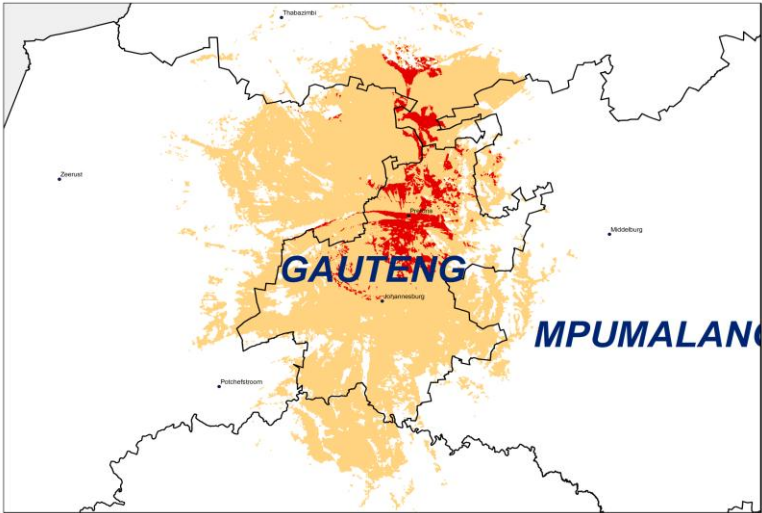 Thabazimbi
Zeerust
Pretoria
Middelburg
GAUTENG
Johannesburg
MPUMALANG
Potchefstroom